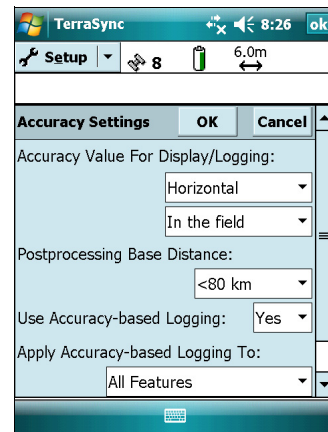 TerraSync 8:26 ok
Setup 8 6.0m
Accuracy Settings OK Cancel
Accuracy Value For Display/Logging:
Horizontal
In the field
Postprocessing Base Distance:
<80 km
Use Accuracy-based Logging: Yes
Apply Accuracy-based Logging To:
All Features